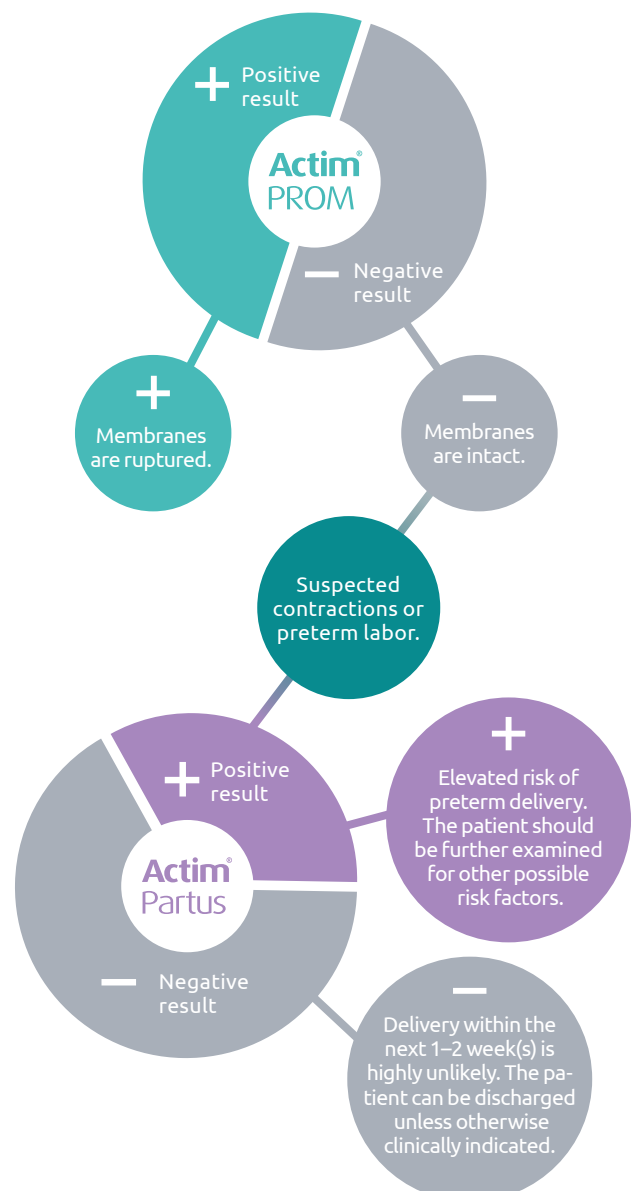 + Positive
result
Actim®
PROM
− Negative
result
+
Membranes
are ruptured.
−
Membranes
are intact.
Suspected
contractions or
preterm labor.
+ Positive
result
Actim®
Partus
− Negative
result
+
Elevated risk of
preterm delivery.
The patient should
be further examined
for other possible
risk factors.
−
Delivery within the
next 1–2 week(s) is
highly unlikely. The pa-
tient can be discharged
unless otherwise
clinically indicated.